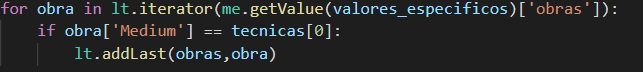 for obra in lt.iterator(me.getValue(valores_especificos)['obras']):
    if obra['Medium'] == tecnicas[0]:
        lt.addLast(obras,obra)